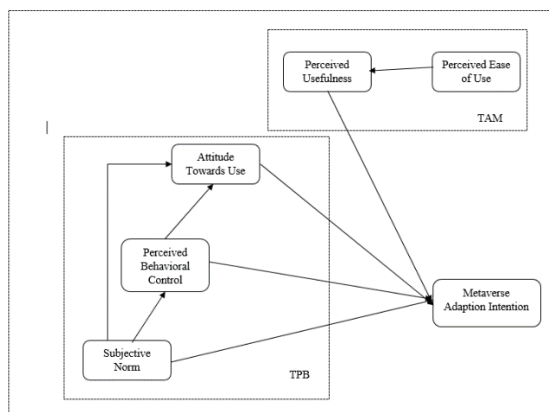 Perceived
Usefulness
Perceived Ease
of Use
TAM
Attitude
Towards Use
Perceived
Behavioral
Control
Metaverse
Adaption Intention
Subjective
Norm
TPB